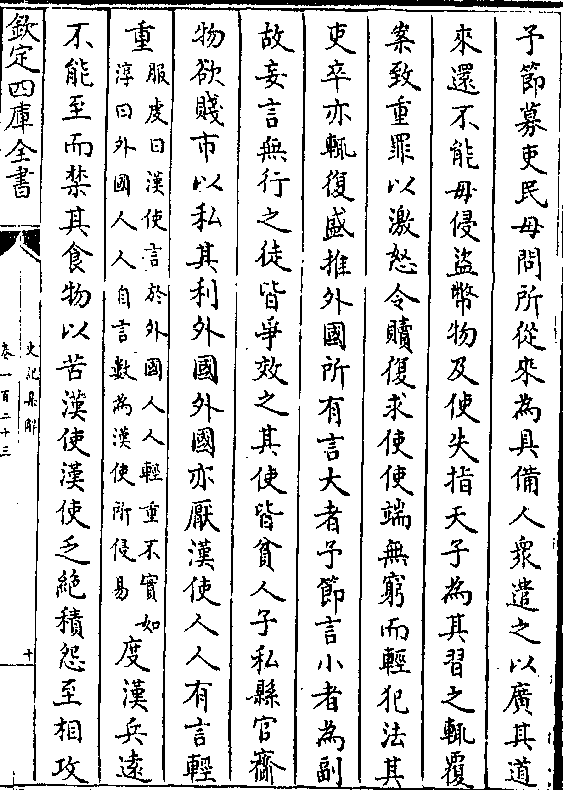 予節募吏民毋問所從來為具備人衆遣之以廣其道
來還不能毋侵盜幣物及使失指天子為其習之輒覆
案致重罪以激怒令贖復求使使端無窮而輕犯法其
吏卒亦輒復盛推外國所有言大者予節言小者為副
故妄言無行之徒皆爭效之其使皆貧人子私縣官齎
物欲賤市以私其利外國外國亦厭漢使人人有言輕
重服虔曰漢使言於外國人人輕重不實如
淳曰外國人人自言數為漢使所侵易度漢兵遠
不能至而禁其食物以苦漢使漢使乏絶積怨至相攻
欽定四庫全書
史記集解
卷一百二十三
十